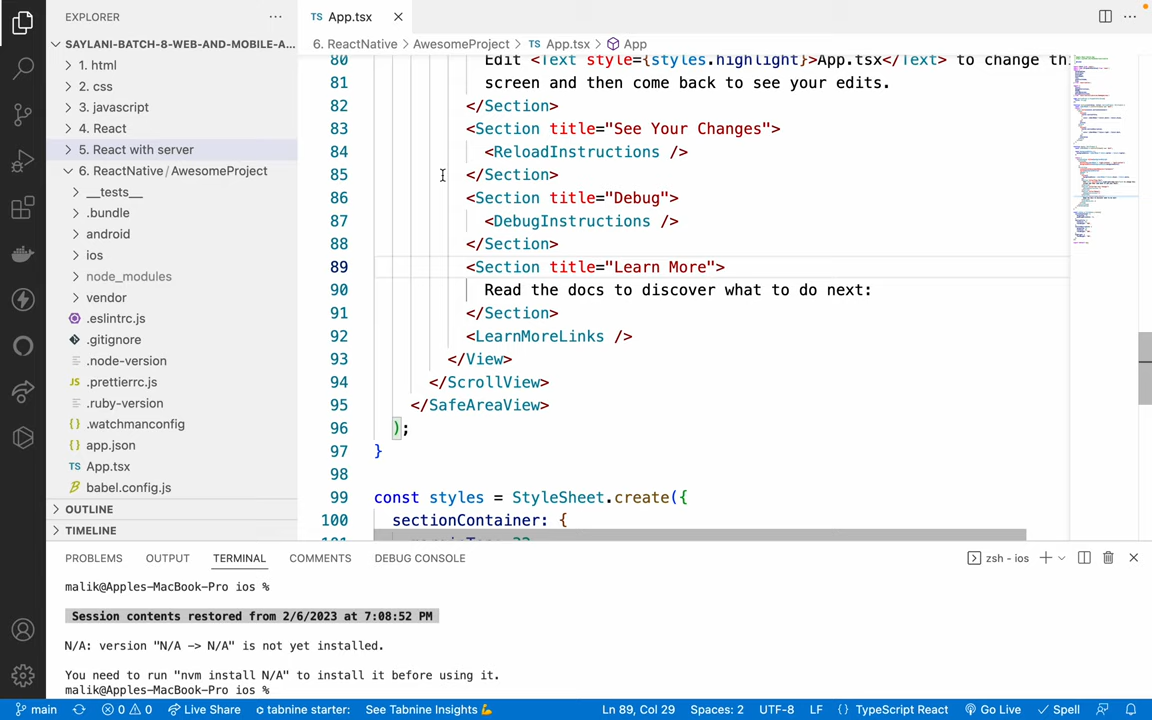 EXPLORER
SAYLANI-BATCH-8-WEB-AND-MOBILE-A...
1. html
2. css
3. javascript
4. React
5. React with server
6. ReactNative / AwesomeProject
__tests__
.bundle
android
ios
node_modules
vendor
.eslintrc.js
.gitignore
.node-version
JS .prettierrc.js
.ruby-version
.watchmanconfig
{} app.json
TS App.tsx
babel.config.js
OUTLINE
TIMELINE
TS App.tsx
6. ReactNative > AwesomeProject > TS App.tsx > App
80 Edit <Text style={styles.highlight}>App.tsx</Text> to change th
81 screen and then come back to see your edits.
82 </Section>
83 <Section title="See Your Changes">
84 <ReloadInstructions />
85 </Section>
86 <Section title="Debug">
87 <DebugInstructions />
88 </Section>
89 <Section title="Learn More">
90 Read the docs to discover what to do next:
91 </Section>
92 <LearnMoreLinks />
93 </View>
94 </ScrollView>
95 </SafeAreaView>
96 );
97 }
98
99 const styles = StyleSheet.create({
100 sectionContainer: {
PROBLEMS OUTPUT TERMINAL COMMENTS DEBUG CONSOLE
zsh - ios
malik@Apples-MacBook-Pro ios %
Session contents restored from 2/6/2023 at 7:08:52 PM
N/A: version "N/A -> N/A" is not yet installed.
You need to run "nvm install N/A" to install it before using it.
malik@Apples-MacBook-Pro ios %
main 0 0 Live Share tabnine starter: See Tabnine Insights Ln 89, Col 29 Spaces: 2 UTF-8 LF {} TypeScript React Go Live Spell